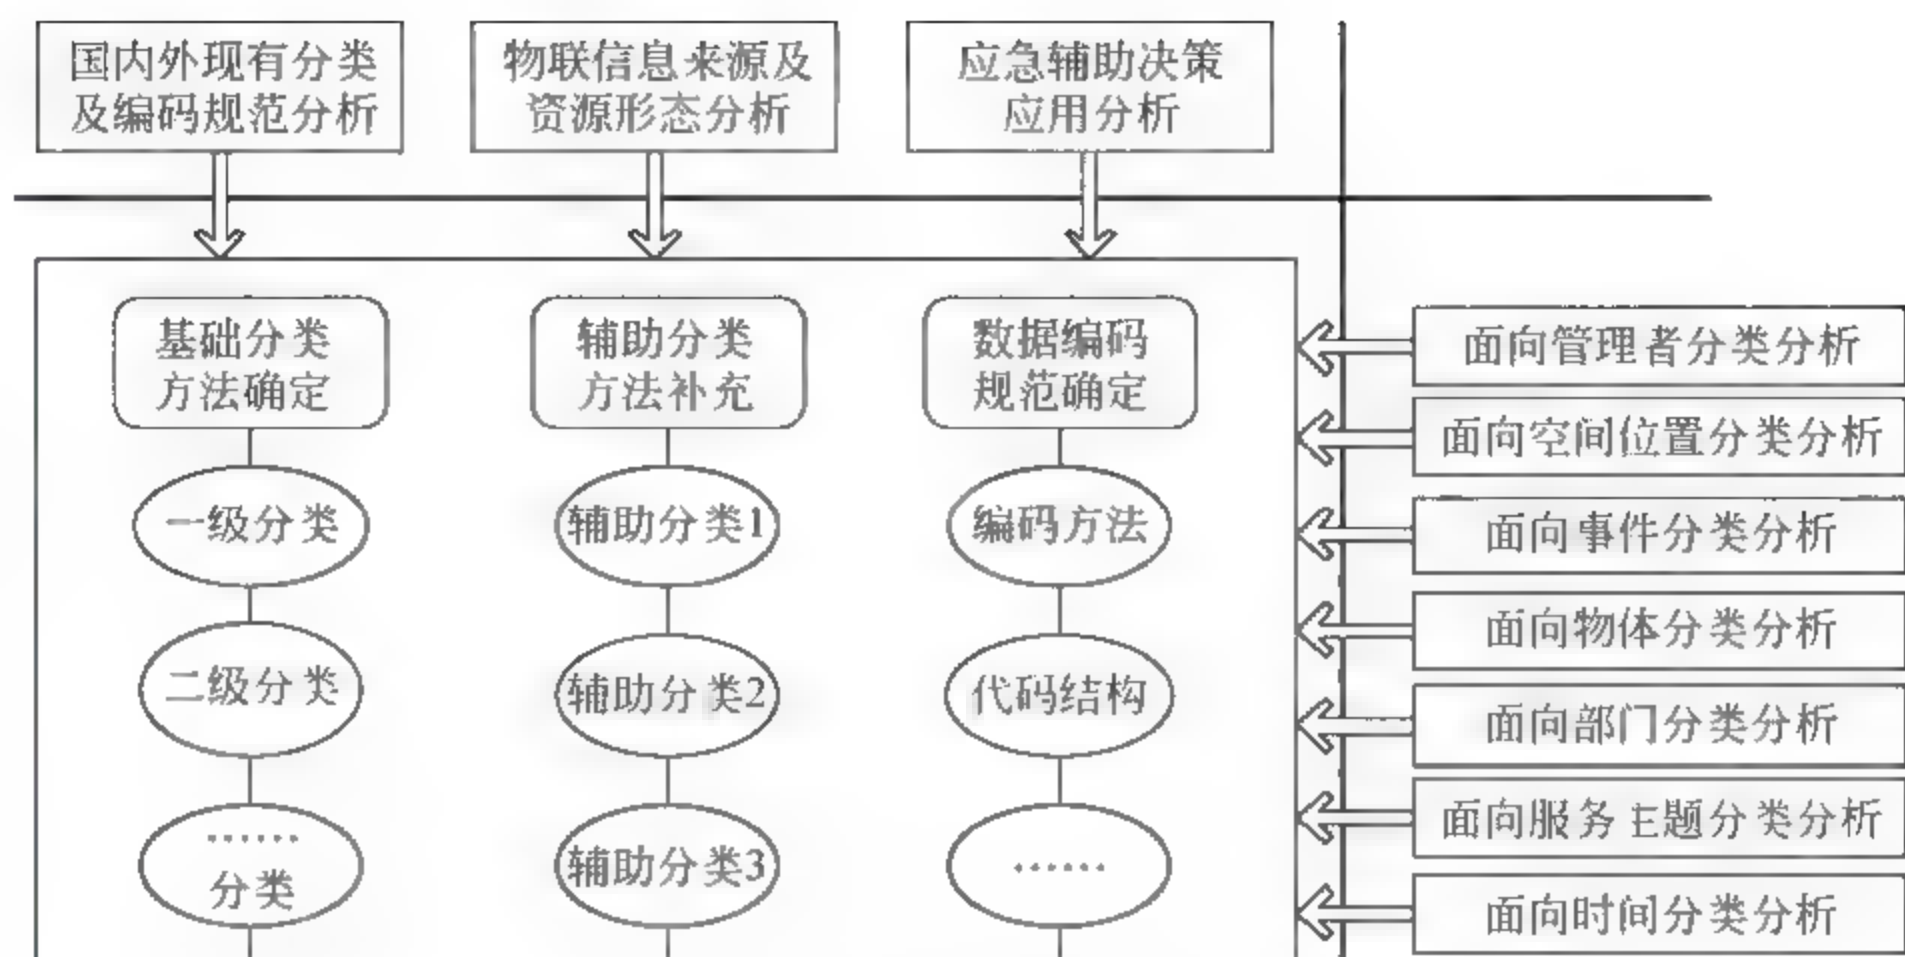 国内外现有分类
及编码规范分析
物联信息来源及
资源形态分析
应急辅助决策
应用分析
基础分类
方法确定
一级分类
二级分类
……
分类
辅助分类
方法补充
辅助分类1
辅助分类2
辅助分类3
数据编码
规范确定
编码方法
代码结构
……
面向管理者分类分析
面向空间位置分类分析
面向事件分类分析
面向物体分类分析
面向部门分类分析
面向服务主题分类分析
面向时间分类分析